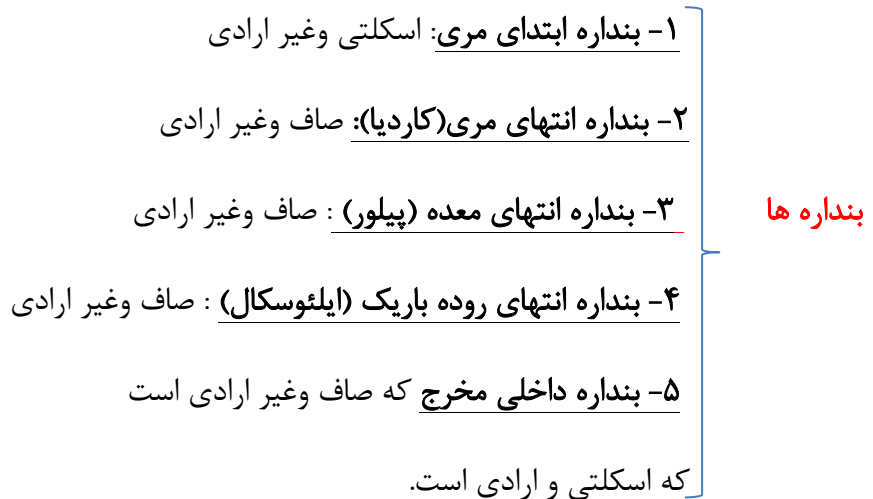 بنداره ها
۱- بنداره ابتدای مری: اسکلتی وغیر ارادی
۲- بنداره انتهای مری(کاردیا): صاف وغیر ارادی
۳- بنداره انتهای معده (پیلور) : صاف وغیر ارادی
۴- بنداره انتهای روده باریک (ایلئوسکال) : صاف وغیر ارادی
۵- بنداره داخلی مخرج که صاف وغیر ارادی است
که اسکلتی و ارادی است.